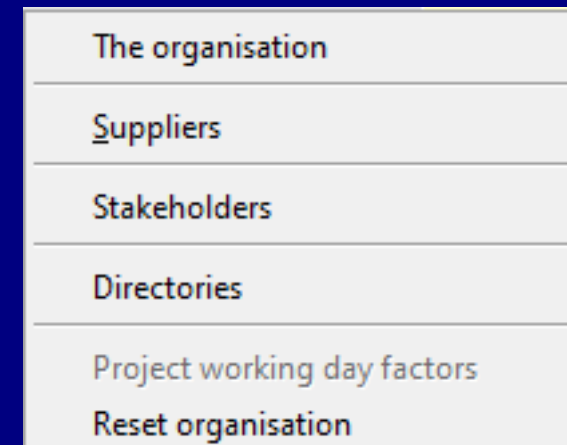 The organisation
Suppliers
Stakeholders
Directories
Project working day factors
Reset organisation